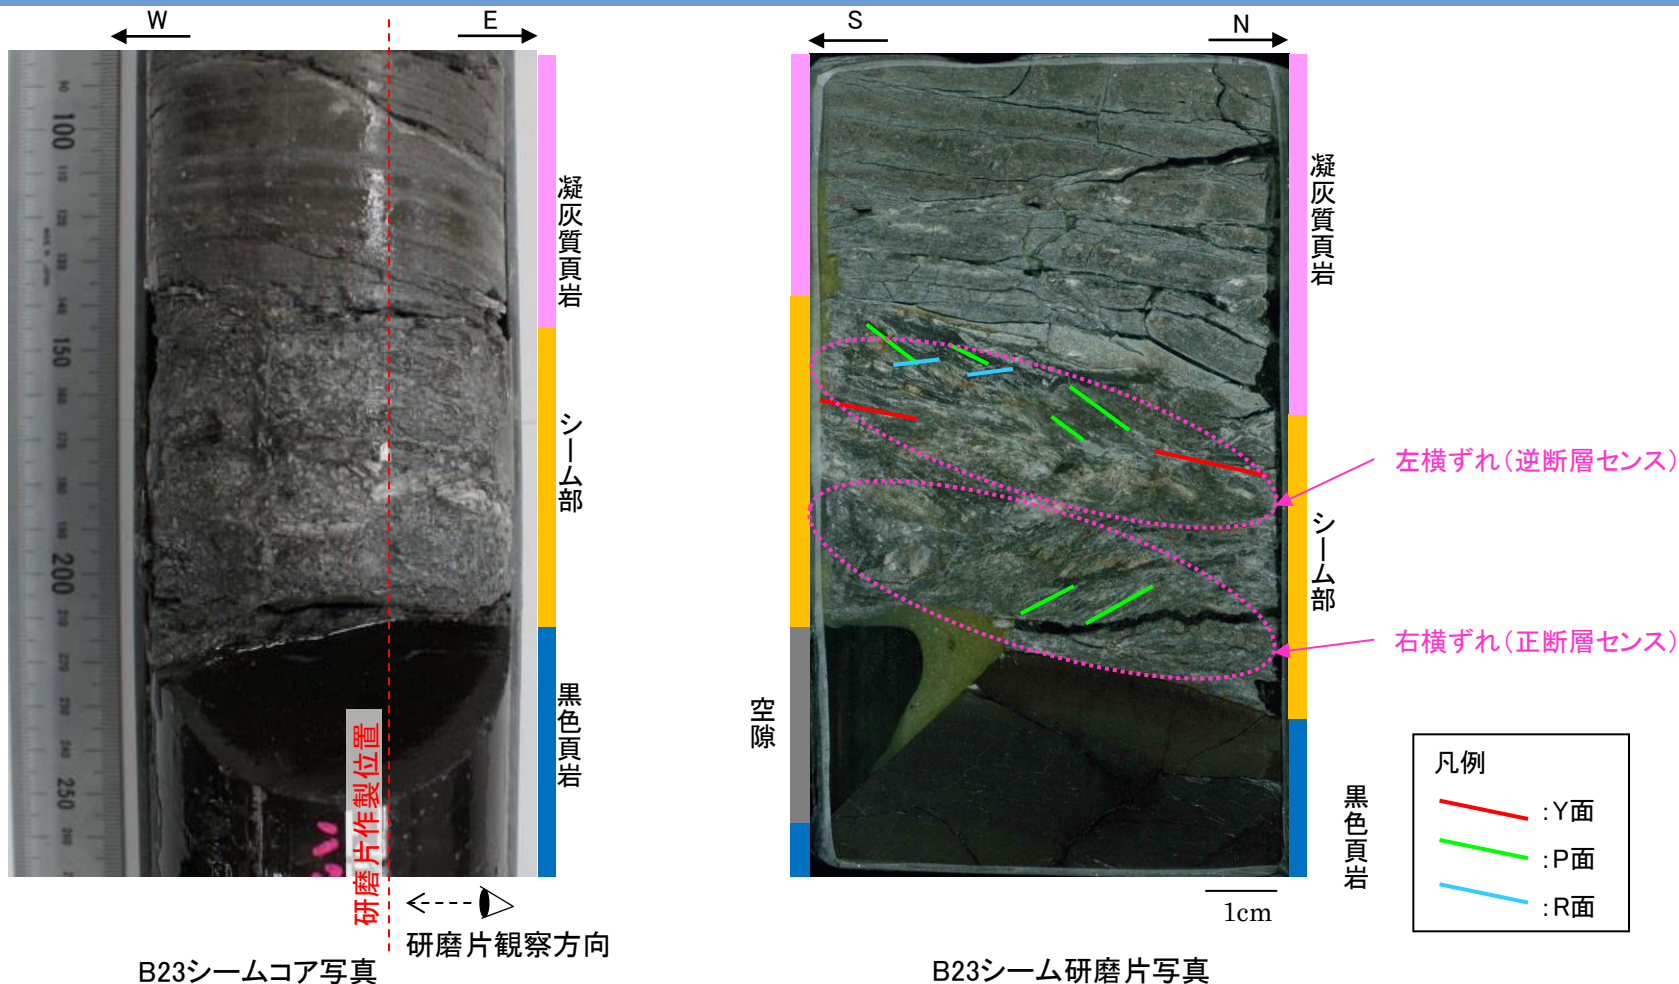 W
E
S
N
100
150
200
250
凝灰質頁岩
シーム部
黒色頁岩
研磨片作製位置
研磨片観察方向
B23シームコア写真
凝灰質頁岩
シーム部
空隙
黒色頁岩
左横ずれ(逆断層センス)
右横ずれ(正断層センス)
凡例
:Y面
:P面
:R面
1cm
B23シーム研磨片写真